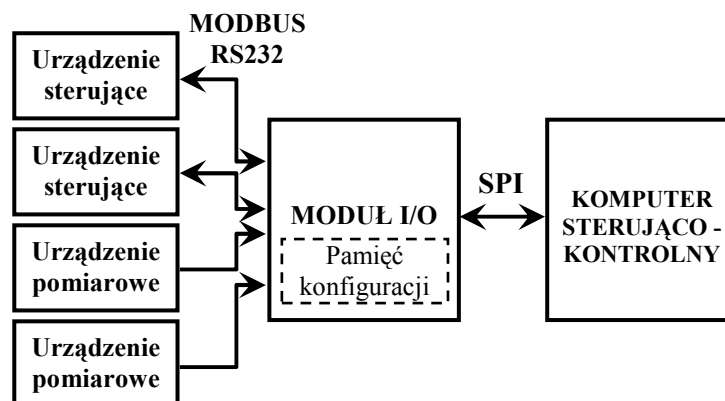 MODBUS
RS232
Urządzenie
sterujące
Urządzenie
sterujące
Urządzenie
pomiarowe
Urządzenie
pomiarowe
MODUŁ I/O
Pamięć
konfiguracji
SPI
KOMPUTER
STERUJĄCO -
KONTROLNY